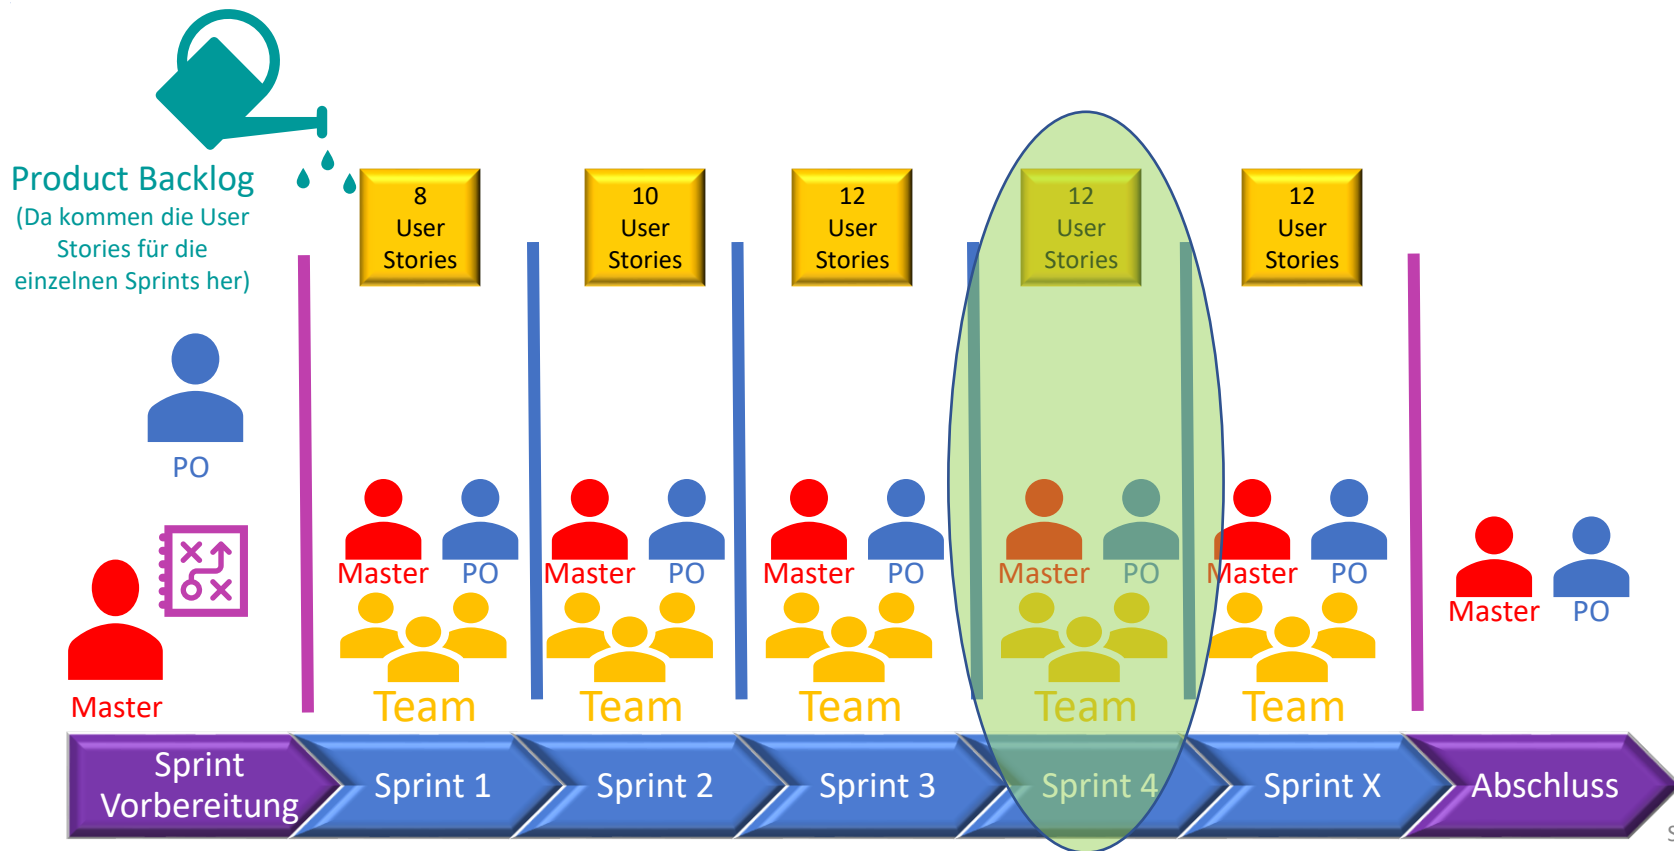 Product Backlog
(Da kommen die User
Stories für die
einzelnen Sprints her)
8
User
Stories
10
User
Stories
12
User
Stories
12
User
Stories
12
User
Stories
PO
Master
Master
PO
Team
Master
PO
Team
Master
PO
Team
Master
PO
Team
Master
PO
Team
Master
PO
Sprint
Vorbereitung
Sprint 1
Sprint 2
Sprint 3
Sprint 4
Sprint X
Abschluss
S